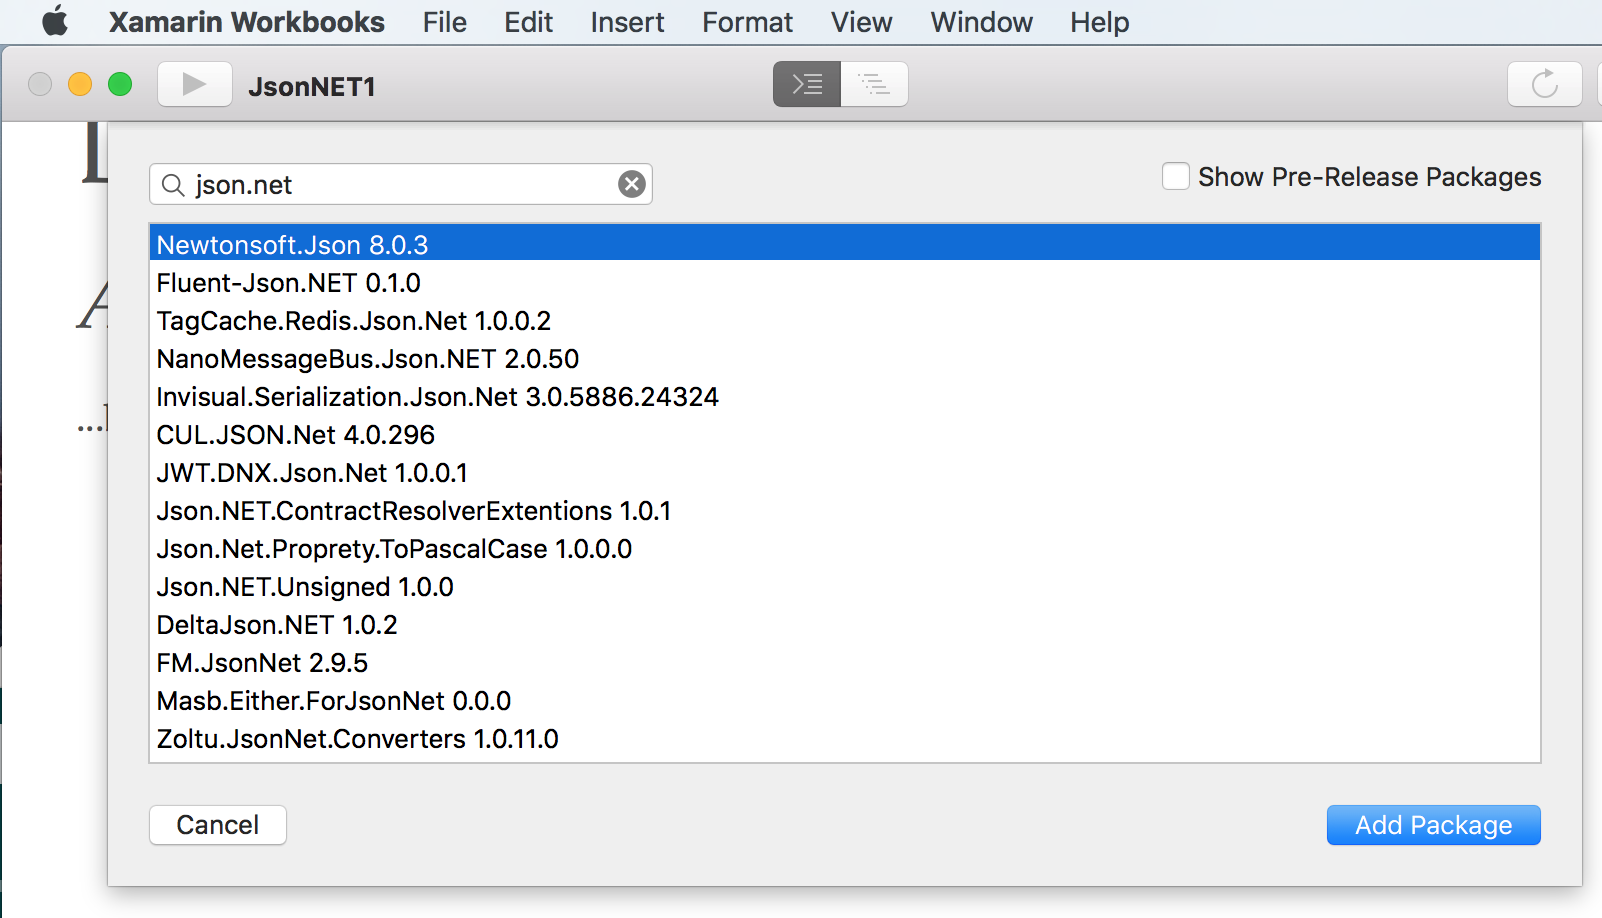 Xamarin Workbooks File Edit Insert Format View Window Help
JsonNET1
json.net
Show Pre-Release Packages
Newtonsoft.Json 8.0.3
Fluent-Json.NET 0.1.0
TagCache.Redis.Json.Net 1.0.0.2
NanoMessageBus.Json.NET 2.0.50
Invisual.Serialization.Json.Net 3.0.5886.24324
CUL.JSON.Net 4.0.296
JWT.DNX.Json.Net 1.0.0.1
Json.NET.ContractResolverExtentions 1.0.1
Json.Net.Proprety.ToPascalCase 1.0.0.0
Json.NET.Unsigned 1.0.0
DeltaJson.NET 1.0.2
FM.JsonNet 2.9.5
Masb.Either.ForJsonNet 0.0.0
Zoltu.JsonNet.Converters 1.0.11.0
Cancel
Add Package